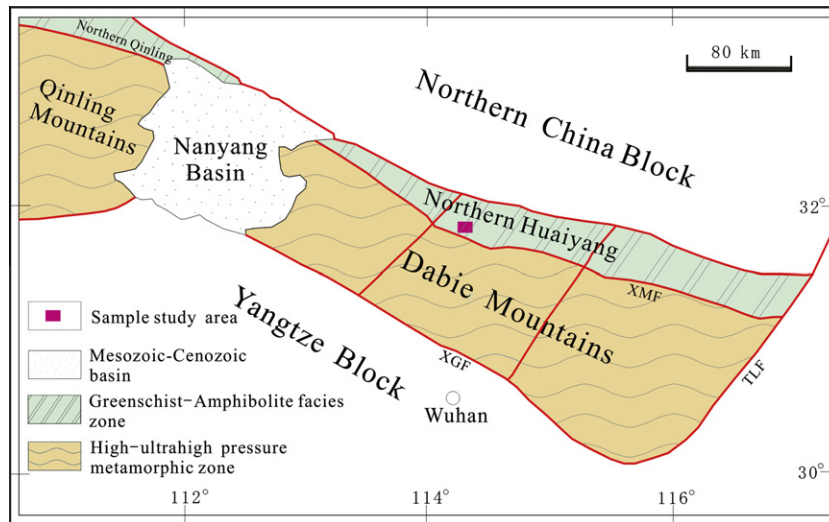 Northern Qinling
80 km
Qinling
Mountains
Northern China Block
Nanyang
Basin
32°
Northern Huaiyang
Dabie Mountains
XMF
Yangtze Block
XGF
TLF
Wuhan
Sample study area
Mesozoic-Cenozoic
basin
Greenschist-Amphibolite facies
zone
High-ultrahigh pressure
metamorphic zone
30°
112°
114°
116°